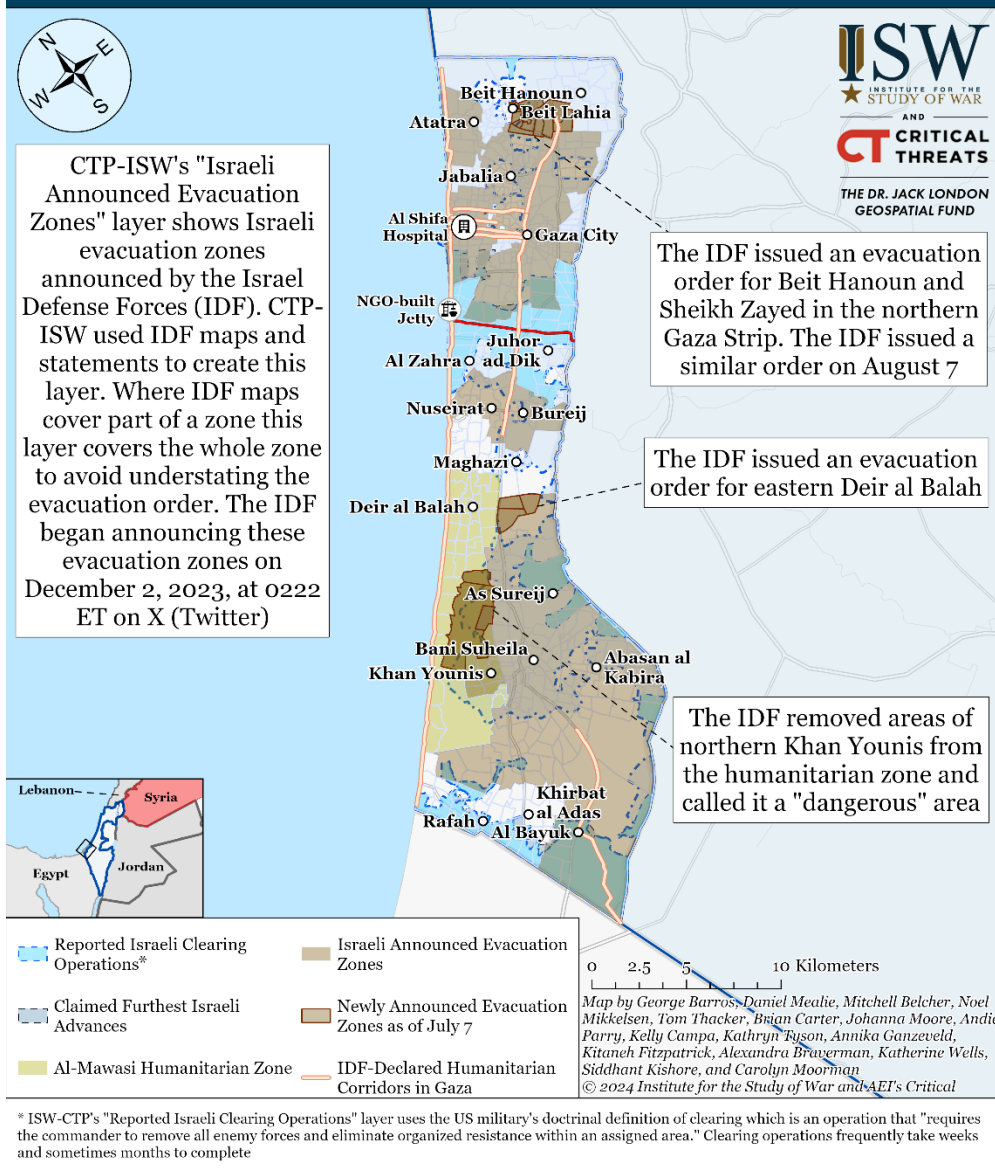 N
E
W
S
ISW
INSTITUTE FOR THE
STUDY OF WAR
AND
CT CRITICAL
THREATS
THE DR. JACK LONDON
GEOSPATIAL FUND
CTP-ISW's "Israeli
Announced Evacuation
Zones" layer shows Israeli
evacuation zones
announced by the Israel
Defense Forces (IDF). CTP-
ISW used IDF maps and
statements to create this
layer. Where IDF maps
cover part of a zone this
layer covers the whole zone
to avoid understating the
evacuation order. The IDF
began announcing these
evacuation zones on
December 2, 2023, at 0222
ET on X (Twitter)
Beit Hanoun
Beit Lahia
Atatra
Jabalia
Al Shifa
Hospital
Gaza City
NGO-built
Jetty
Juhor
ad Dik
Al Zahra
Nuseirat
Bureij
Maghazi
Deir al Balah
As Sureij
Bani Suheila
Abasan al
Kabira
Khan Younis
Khirbat
al Adas
Rafah
Al Bayuk
The IDF issued an evacuation
order for Beit Hanoun and
Sheikh Zayed in the northern
Gaza Strip. The IDF issued a
similar order on August 7
The IDF issued an evacuation
order for eastern Deir al Balah
The IDF removed areas of
northern Khan Younis from
the humanitarian zone and
called it a "dangerous" area
Lebanon
Syria
Jordan
Egypt
Reported Israeli Clearing
Operations*
Claimed Furthest Israeli
Advances
Al-Mawasi Humanitarian Zone
Israeli Announced Evacuation
Zones
Newly Announced Evacuation
Zones as of July 7
IDF-Declared Humanitarian
Corridors in Gaza
0 2.5 5 10 Kilometers
Map by George Barros, Daniel Mealie, Mitchell Belcher, Noel
Mikkelsen, Tom Thacker, Brian Carter, Johanna Moore, Andie
Parry, Kelly Campa, Kathryn Tyson, Annika Ganzeveld,
Kitaneh Fitzpatrick, Alexandra Braverman, Katherine Wells,
Siddhant Kishore, and Carolyn Moorman
© 2024 Institute for the Study of War and AEI's Critical
* ISW-CTP's "Reported Israeli Clearing Operations" layer uses the US military's doctrinal definition of clearing which is an operation that "requires
the commander to remove all enemy forces and eliminate organized resistance within an assigned area." Clearing operations frequently take weeks
and sometimes months to complete